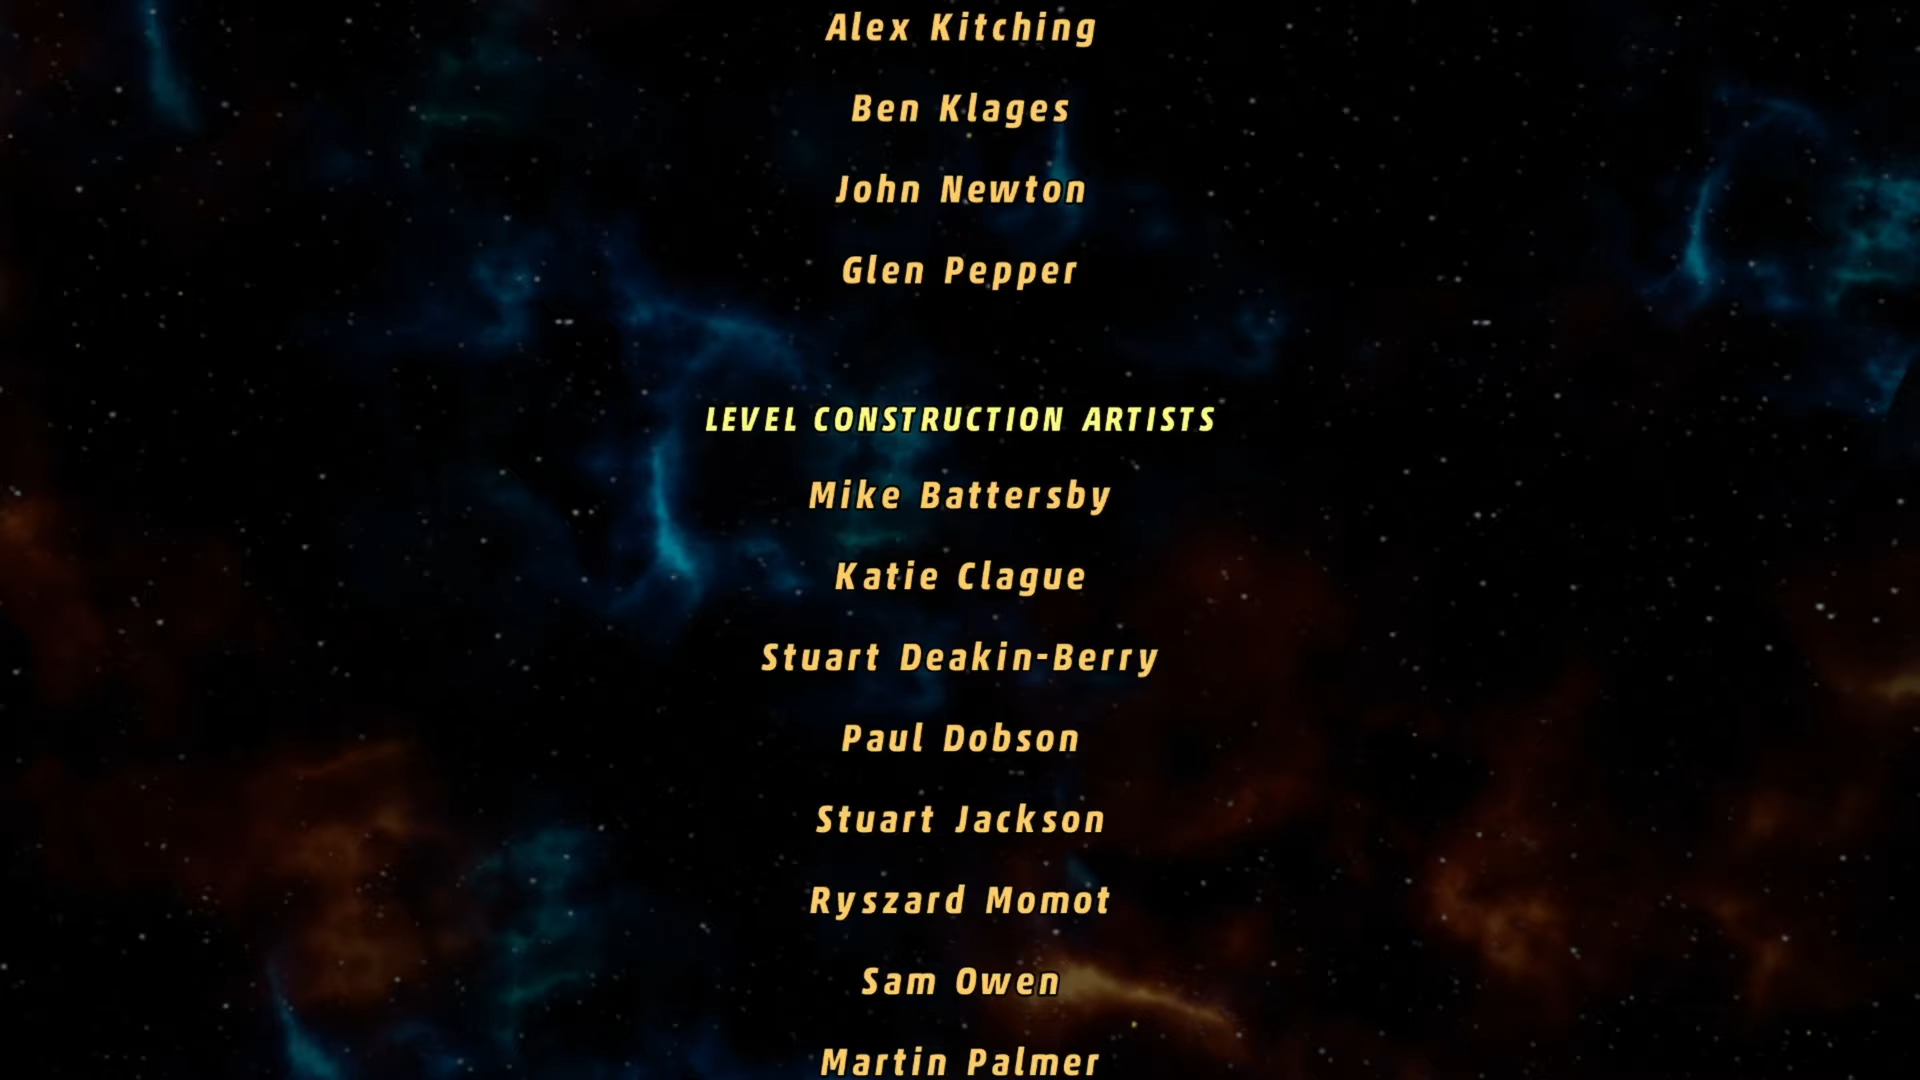 Alex Kitching
Ben Klages
John Newton
Glen Pepper
LEVEL CONSTRUCTION ARTISTS
Mike Battersby
Katie Clague
Stuart Deakin-Berry
Paul Dobson
Stuart Jackson
Ryszard Momot
Sam Owen
Martin Palmer